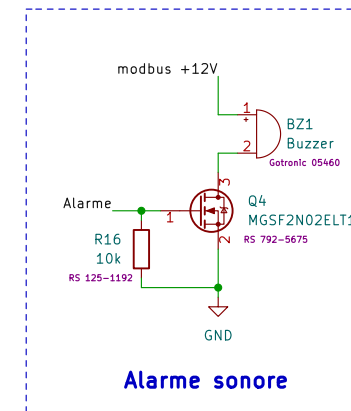 modbus +12V
1
+
BZ1
2
Buzzer
Gotronic 05460
3
Alarme
Q4
1
MGSF2N02ELT1
R16
2
RS 792-5675
10k
RS 125-1192
GND
Alarme sonore